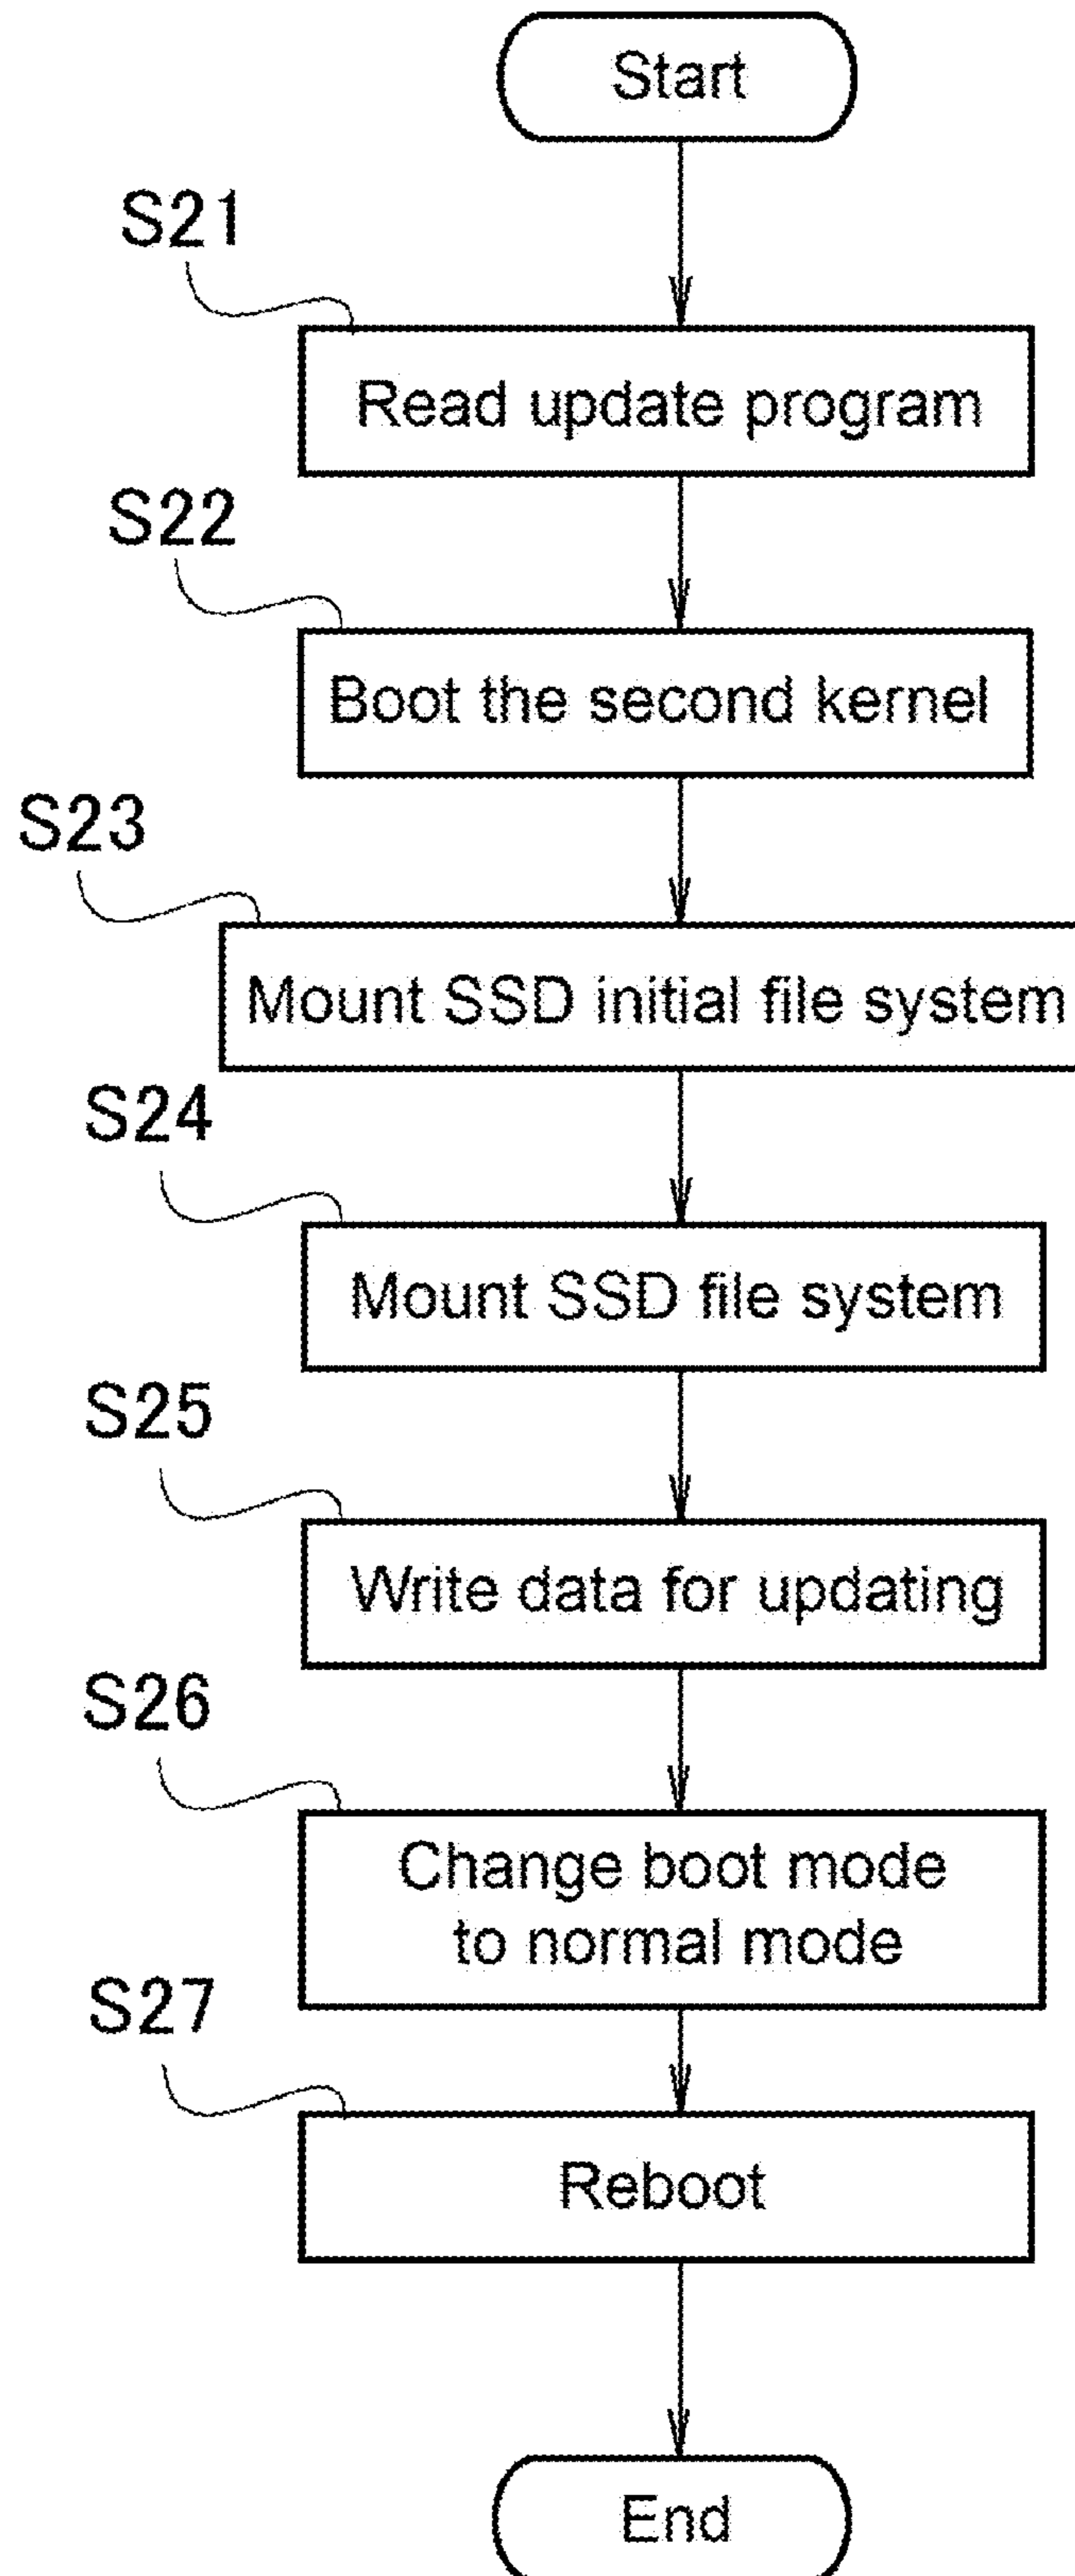 Start
S21
Read update program
S22
Boot the second kernel
S23
Mount SSD initial file system
S24
Mount SSD file system
S25
Write data for updating
S26
Change boot mode
to normal mode
S27
Reboot
End